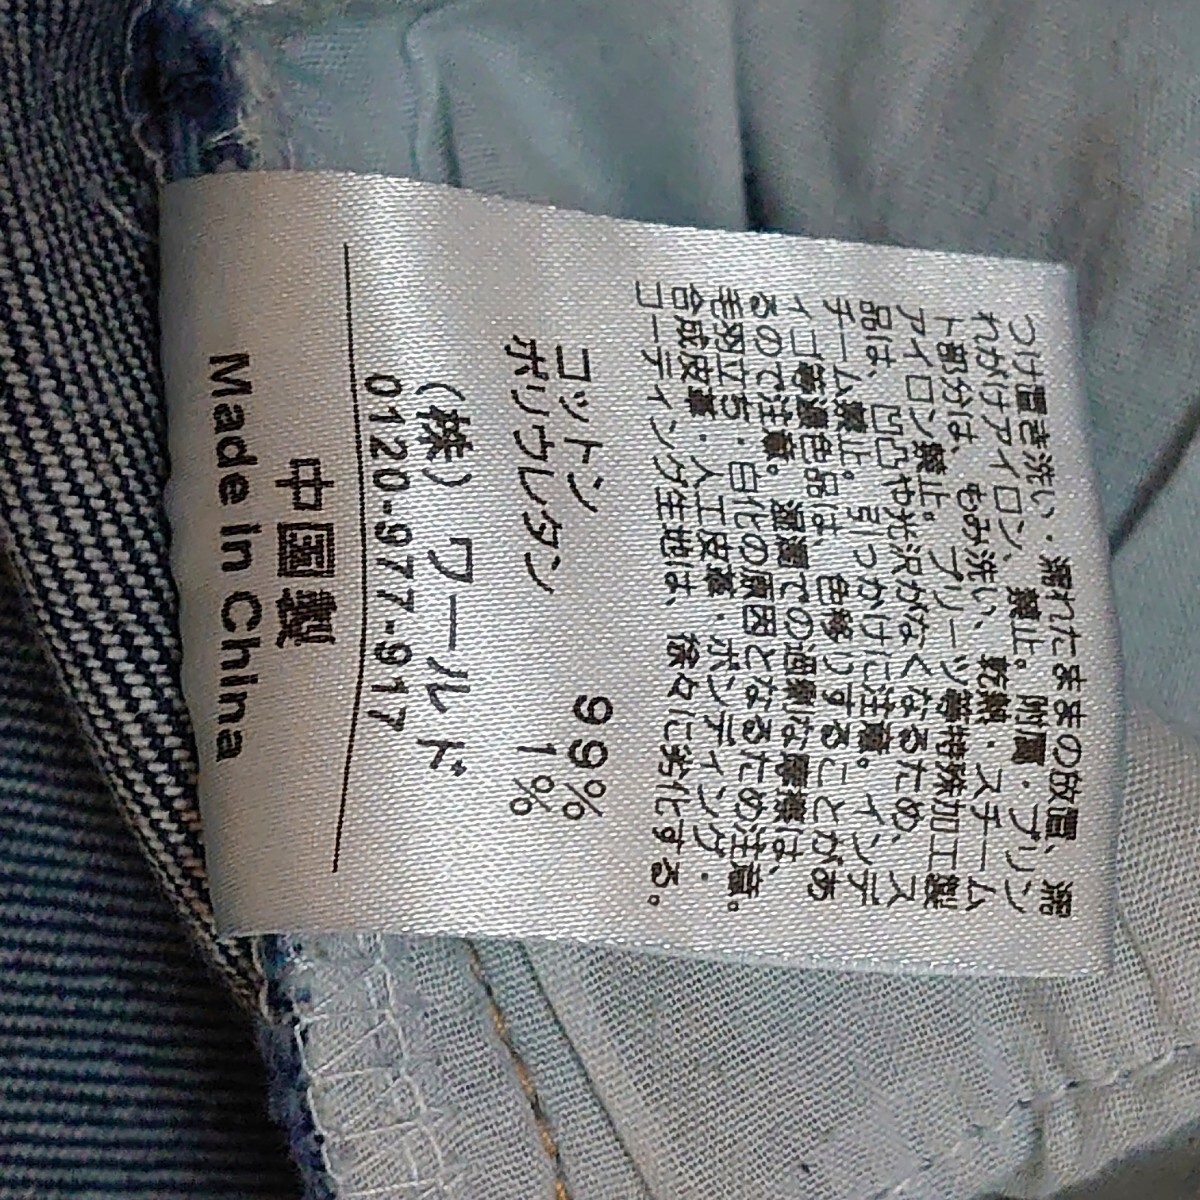 つけ置き洗い・濡れたままの放置、濡
れがけアイロン、禁止。附属・プリン
ト部分は、もみ洗い、乾熱・スチーム
アイロン禁止。プリーツ等特殊加工製
品は、凹凸や光沢がなくなるため、ス
チーム禁止。引っかけに注意。インデ
ィゴ等濃色品は、色移りすることがあ
るので注意。湿潤での過剰な摩擦は、
毛羽立ち・白化の原因となるため注意。
合成皮革・人工皮革・ボンディング・
コーティング生地は、徐々に劣化する。
コットン 99%
ポリウレタン 1%
（株）ワールド
0120-977-917
中国製
Made In China